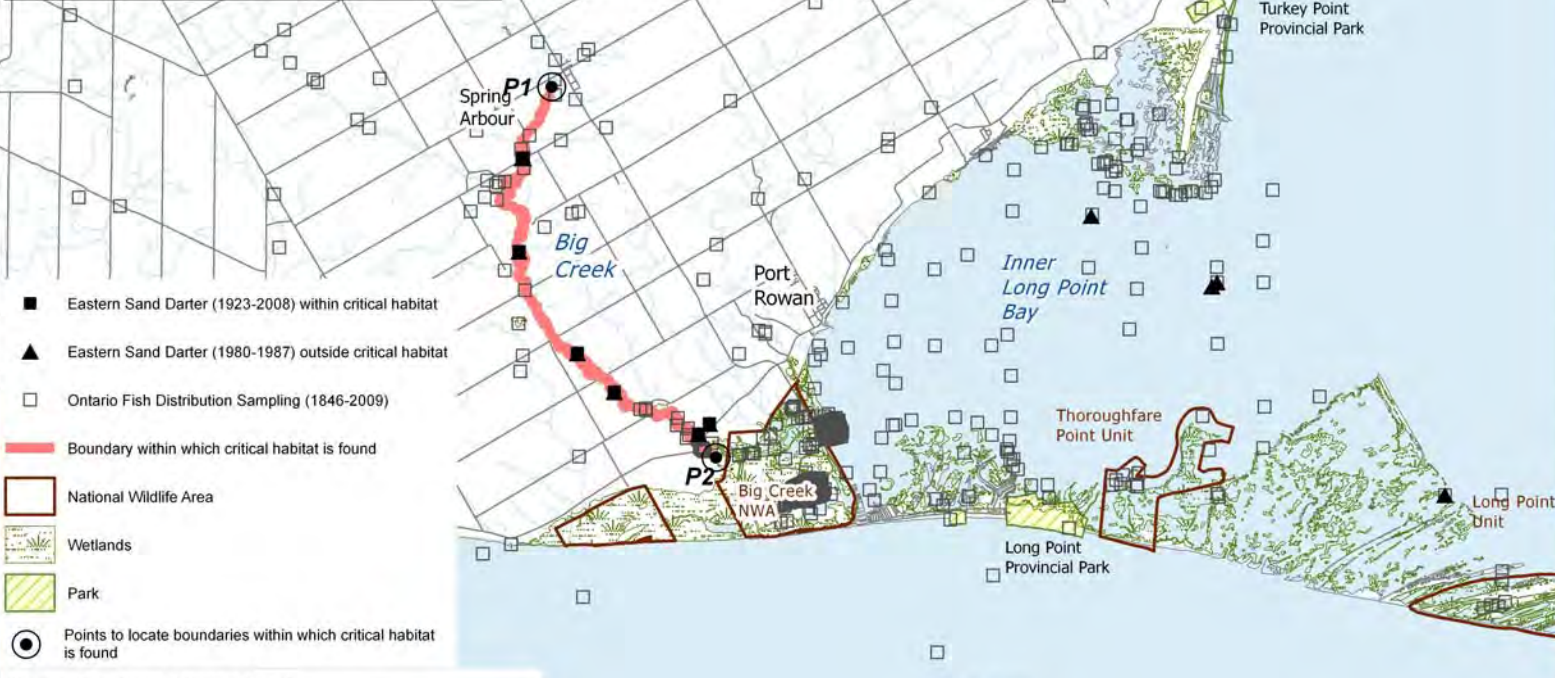 Turkey Point
Provincial Park
P1
Spring
Arbour
Big
Creek
Port
Rowan
Inner
Long Point
Bay
Eastern Sand Darter (1923-2008) within critical habitat
Eastern Sand Darter (1980-1987) outside critical habitat
Ontario Fish Distribution Sampling (1846-2009)
Boundary within which critical habitat is found
National Wildlife Area
Wetlands
Park
Points to locate boundaries within which critical habitat
is found
Thoroughfare
Point Unit
P2
Big Creek
NWA
Long Point
Unit
Long Point
Provincial Park